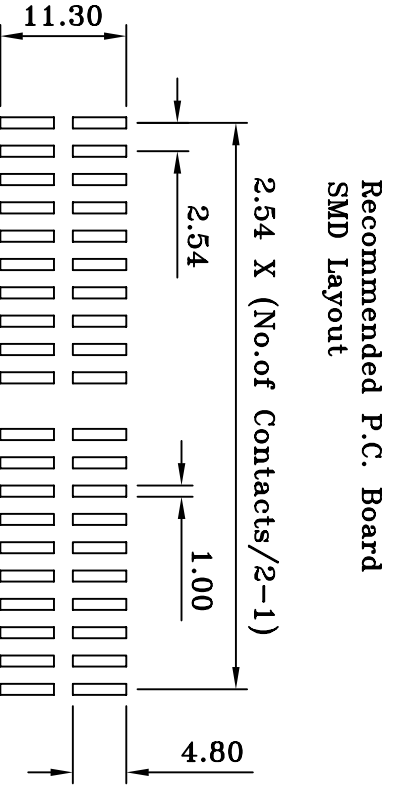 Recommended P.C. Board
SMD Layout
2.54 X (No.of Contacts/2-1)
2.54
1.00
11.30
4.80